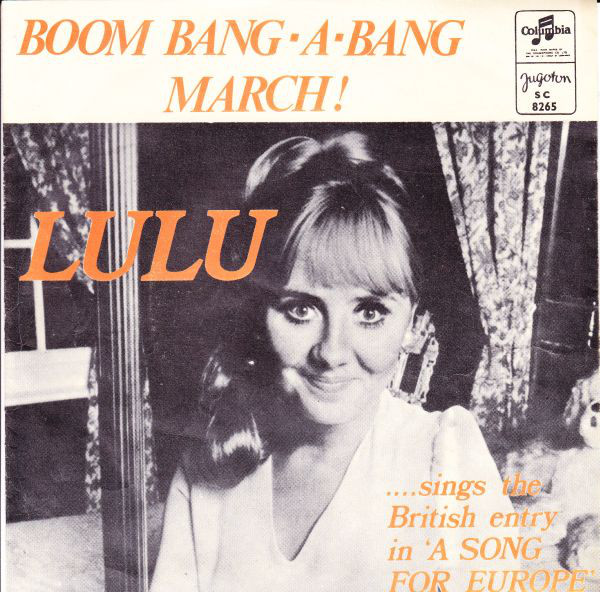 BOOM BANG·A·BANG
MARCH!
Columbia
Jugoton
SC
8265
LULU
....sings the
British entry
in 'A SONG
FOR EUROPE'